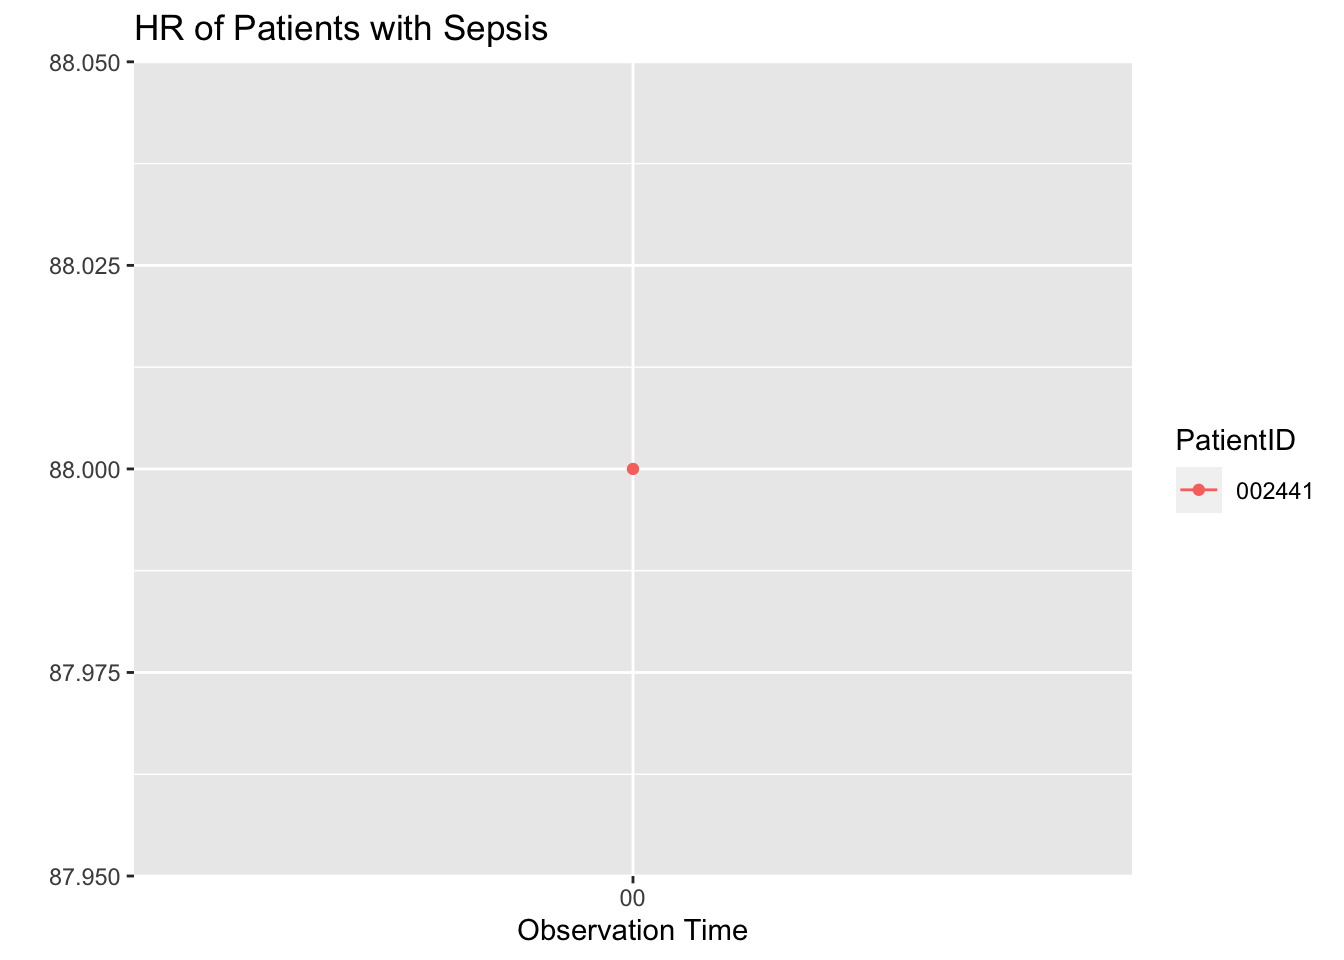 HR of Patients with Sepsis
88.050
88.025
88.000
87.975
87.950
00
Observation Time
PatientID
002441